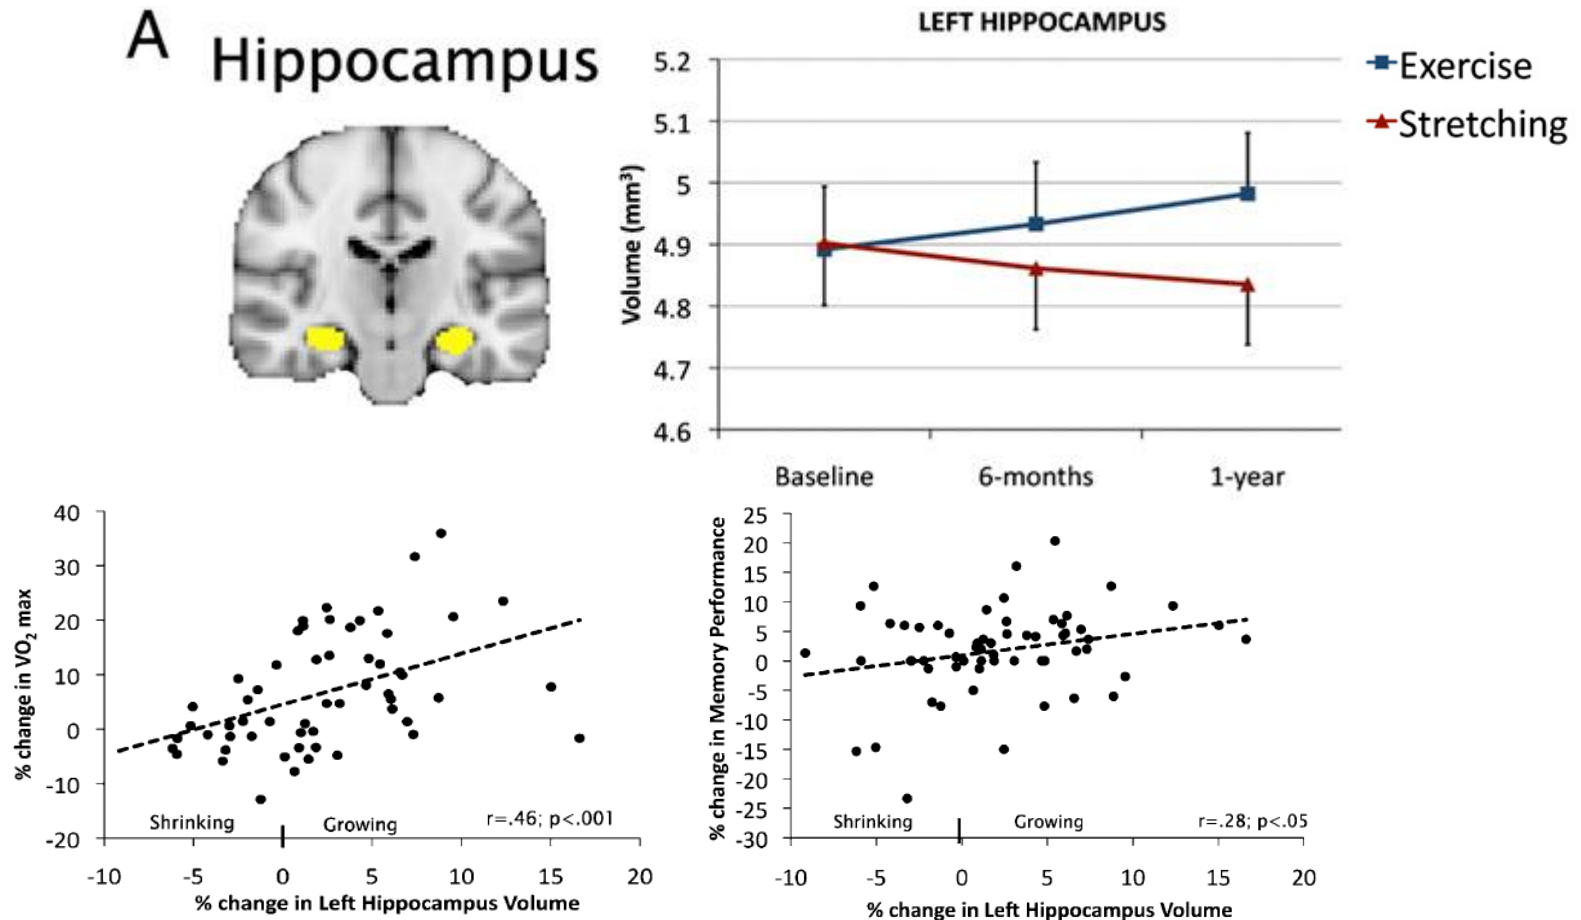 A
Hippocampus
LEFT HIPPOCAMPUS
Exercise
Stretching
Volume (mm³)
5.2
5.1
5
4.9
4.8
4.7
4.6
Baseline 6-months 1-year
% change in VO₂ max
40
30
20
10
0
-10
-20
Shrinking Growing
r=.46; p<.001
-10 -5 0 5 10 15 20
% change in Left Hippocampus Volume
% change in Memory Performance
25
20
15
10
5
0
-5
-10
-15
-20
-25
-30
Shrinking Growing
r=.28; p<.05
-10 -5 0 5 10 15 20
% change in Left Hippocampus Volume